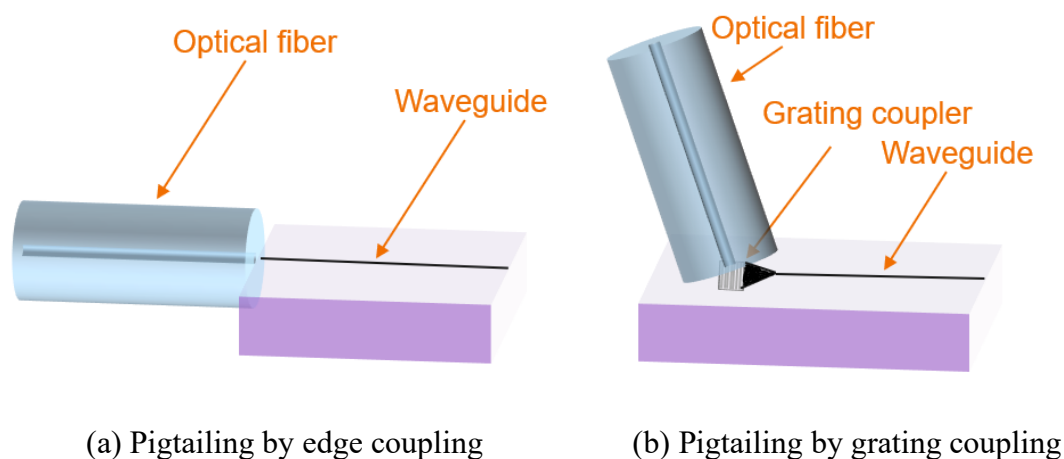 Optical fiber
Waveguide
Optical fiber
Grating coupler
Waveguide
(a) Pigtailing by edge coupling
(b) Pigtailing by grating coupling